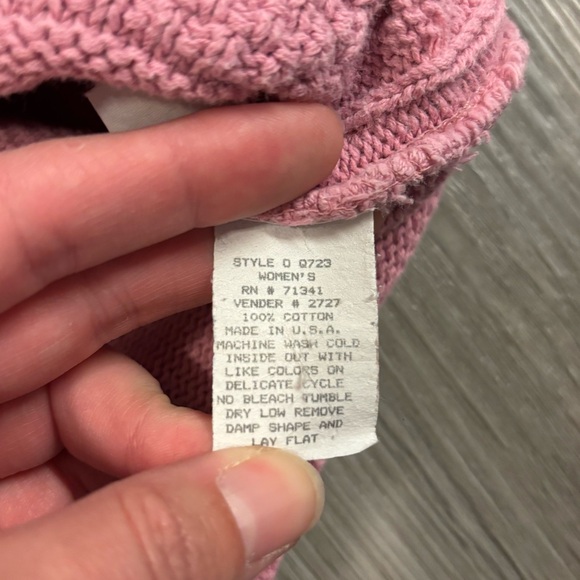 STYLE O Q723
WOMEN'S
RN # 71341
VENDER # 2727
100% COTTON
MADE IN U.S.A.
MACHINE WASH COLD
INSIDE OUT WITH
LIKE COLORS ON
DELICATE CYCLE
NO BLEACH TUMBLE
DRY LOW REMOVE
DAMP SHAPE AND
LAY FLAT